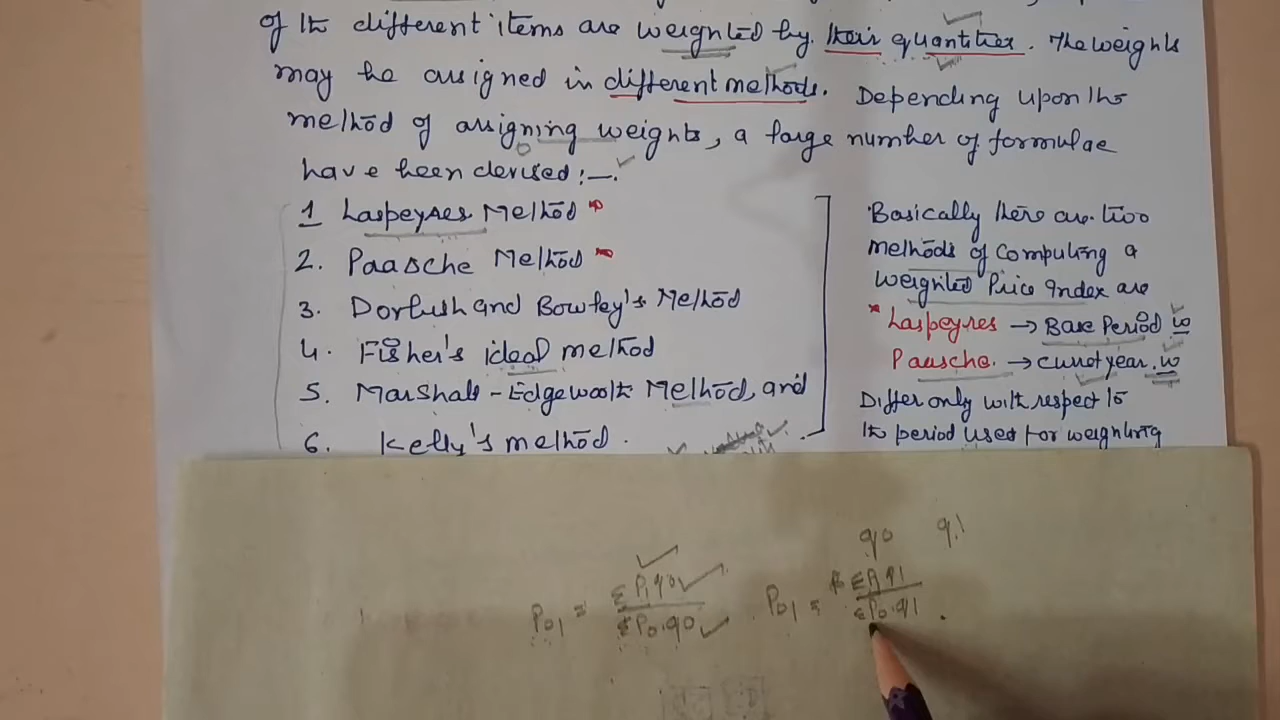 of the different items are weighted by their quantities. The weights
may be assigned in different methods. Depending upon the
method of assigning weights, a large number of formulae
have been devised :-
1 Laspeyres Method
2. Paasche Method
3. Dorbish and Bowley's Method
4. Fisher's ideal method
5. Marshall - Edgeworth Method, and
6. Kelly's method.
Basically there are two
methods of computing a
weighted Price Index are
* Laspeyres → Base Period w
Paasche. → current year. w
Differ only with respect to
the period used for weighting
q0 q1
P01 = ΣP1q0 / ΣP0.q0 P01 = ΣP1q1 / ΣP0.q1